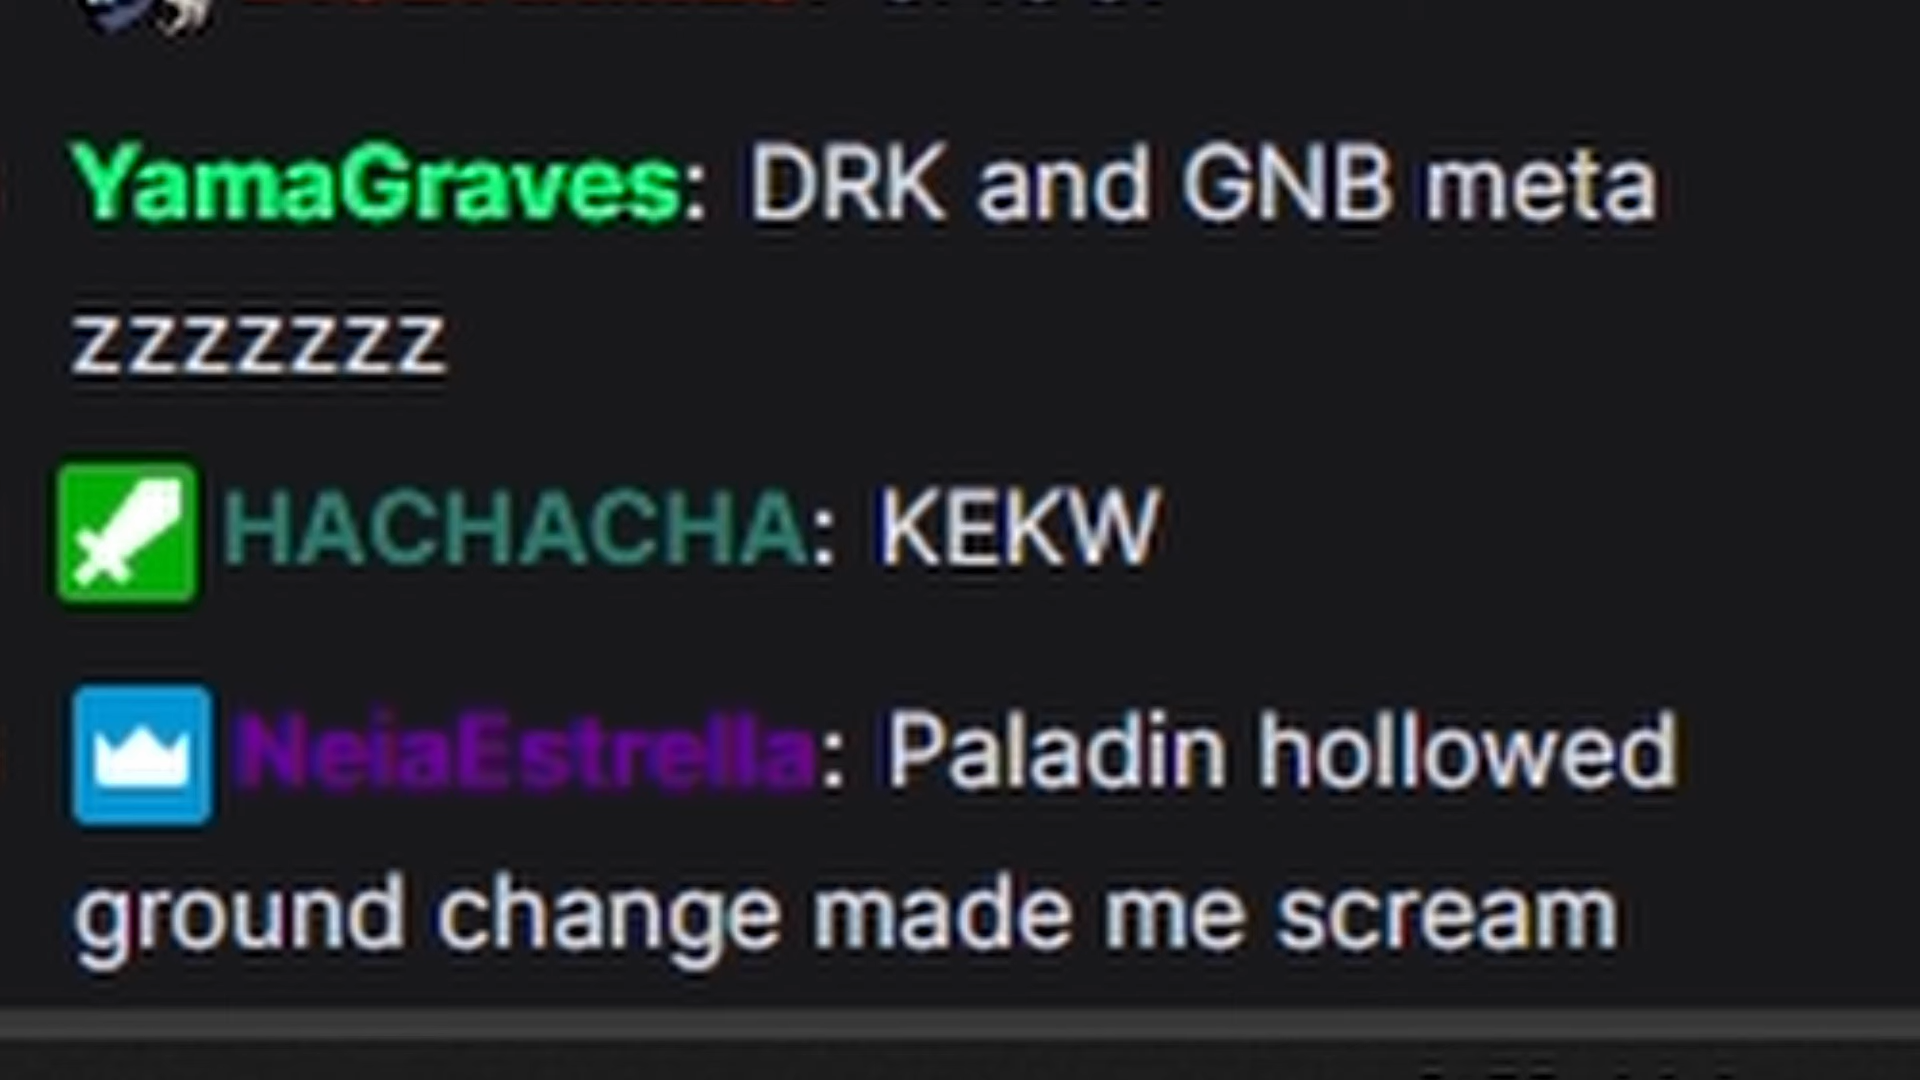 YamaGraves: DRK and GNB meta
zzzzzzz
HACHACHA: KEKW
NeiaEstrella: Paladin hollowed
ground change made me scream